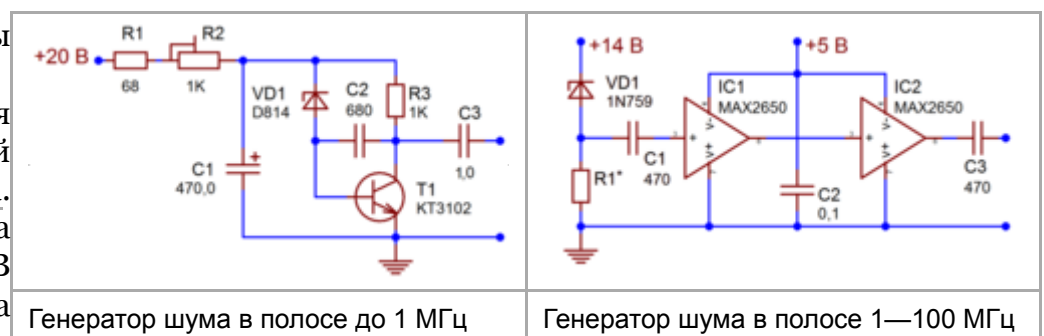 ы
я
й
.
а
В
а
R1
R2
+20 В
68
1K
VD1
D814
C2
680
R3
1K
C3
1,0
C1
+
470,0
T1
КТ3102
Генератор шума в полосе до 1 МГц
+14 В
+5 В
VD1
1N759
IC1
MAX2650
IC2
MAX2650
C1
470
R1*
C2
0,1
C3
470
Генератор шума в полосе 1—100 МГц